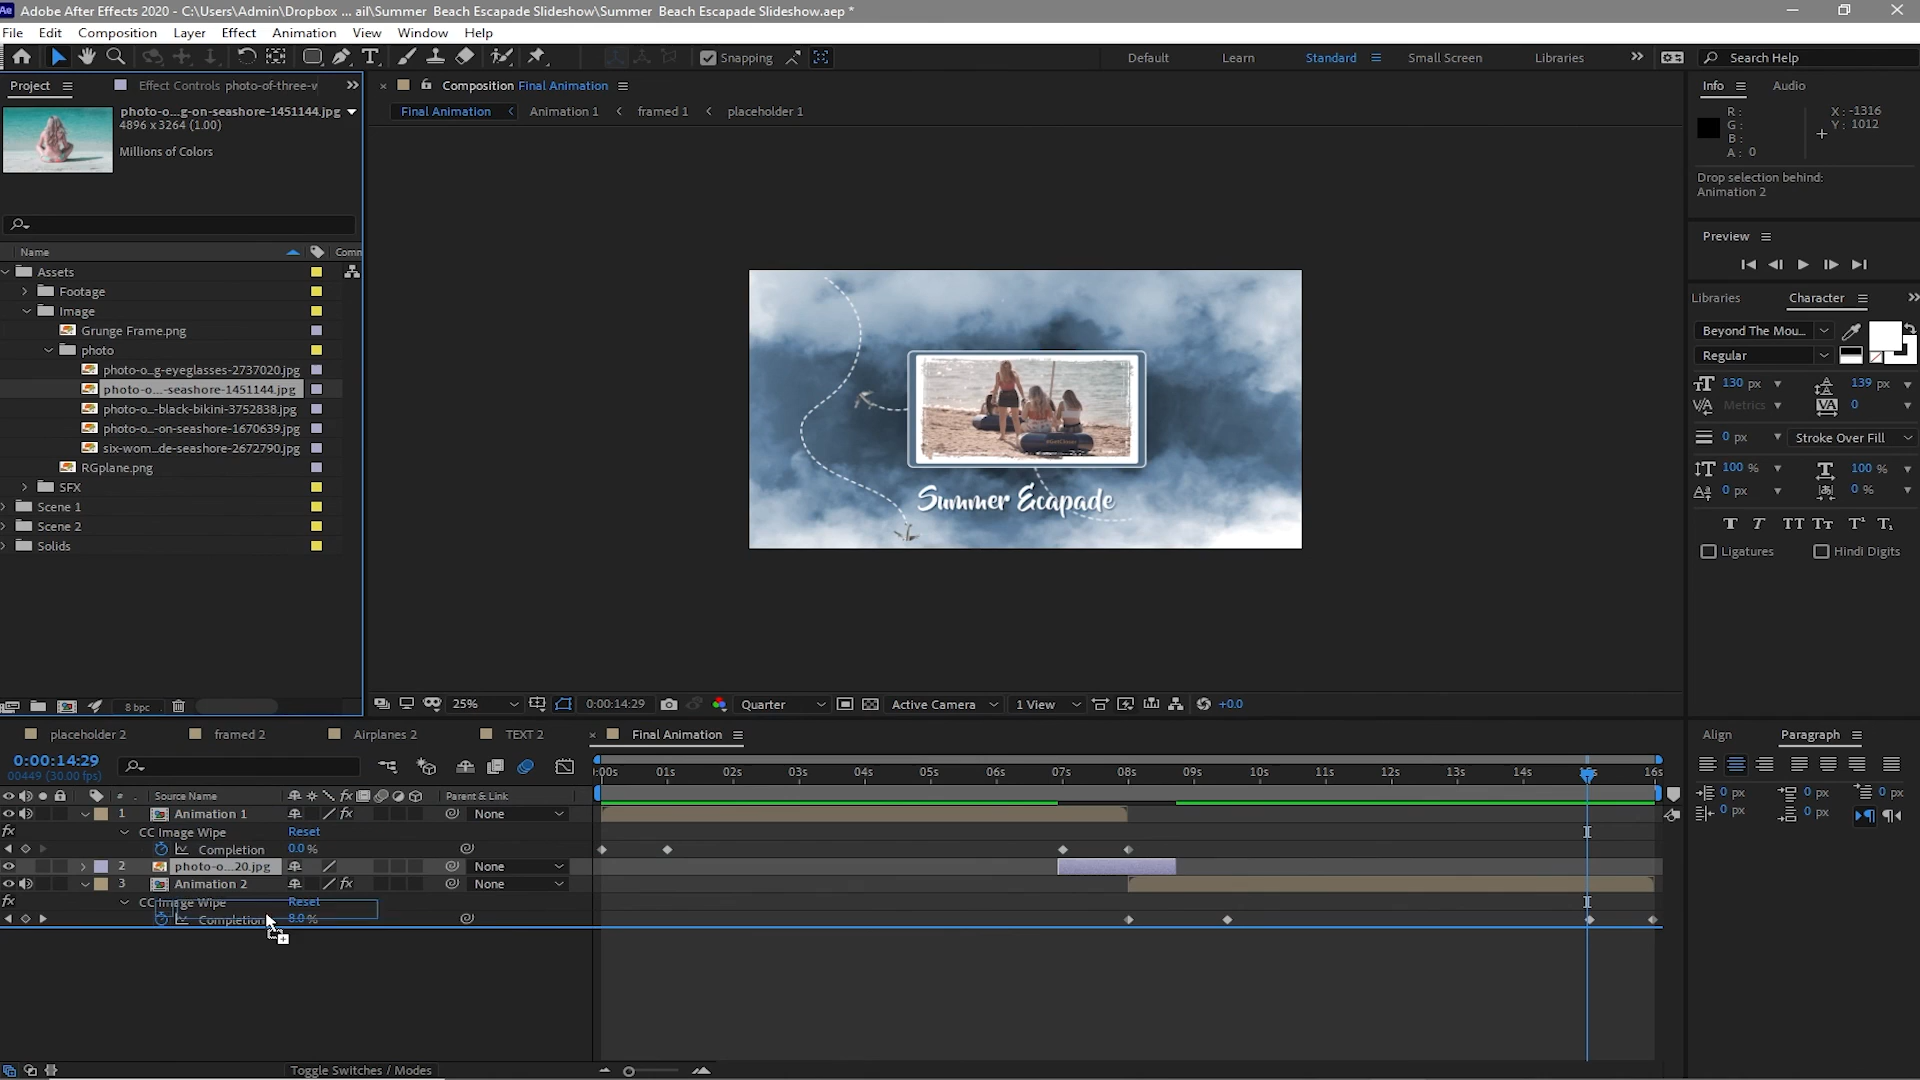 Adobe After Effects 2020 - C:\Users\Admin\Dropbox ... ail\Summer  Beach Escapade Slideshow\Summer  Beach Escapade Slideshow.aep *
File Edit Composition Layer Effect Animation View Window Help
Snapping Default Learn Standard Small Screen Libraries Search Help
Project Effect Controls photo-of-three-v
photo-o...g-on-seashore-1451144.jpg
4896 x 3264 (1.00)
Millions of Colors
Name Comm
Assets
Footage
Image
Grunge Frame.png
photo
photo-o...g-eyeglasses-2737020.jpg
photo-o...-seashore-1451144.jpg
photo-o...-black-bikini-3752838.jpg
photo-o...-on-seashore-1670639.jpg
six-wom...de-seashore-2672790.jpg
RGplane.png
SFX
Scene 1
Scene 2
Solids
8 bpc
Composition Final Animation
Final Animation Animation 1 framed 1 placeholder 1
Summer Ecapade
25% 0:00:14:29 Quarter Active Camera 1 View +0.0
Info Audio
R:
G:
B:
A: 0
X: -1316
Y: 1012
Drop selection behind:
Animation 2
Preview
Libraries Character
Beyond The Mou...
Regular
130 px 139 px
Metrics 0
0 px Stroke Over Fill
100 % 100 %
0 px 0 %
Ligatures Hindi Digits
placeholder 2 framed 2 Airplanes 2 TEXT 2 Final Animation
0:00:14:29
00449 (30.00 fps)
:00s 01s 02s 03s 04s 05s 06s 07s 08s 09s 10s 11s 12s 13s 14s 16s
# Source Name Parent & Link
1 Animation 1 None
CC Image Wipe Reset
Completion 0.0 %
2 photo-o...20.jpg None
3 Animation 2 None
CC Image Wipe Reset
Completion 8.0 %
Toggle Switches / Modes
Align Paragraph
0 px 0 px 0 px
0 px 0 px